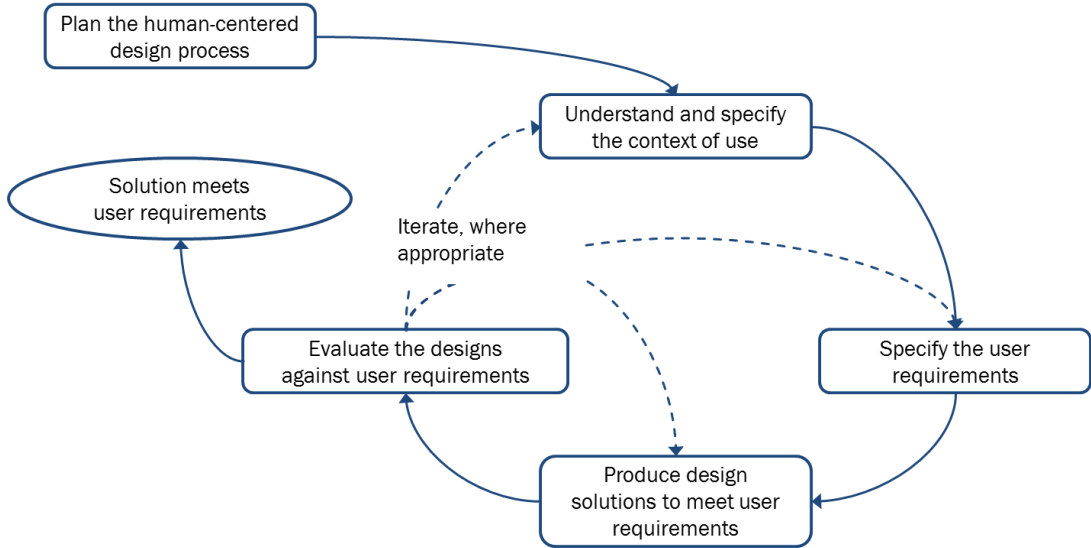 Plan the human-centered
design process
Understand and specify
the context of use
Solution meets
user requirements
Iterate, where
appropriate
Evaluate the designs
against user requirements
Specify the user
requirements
Produce design
solutions to meet user
requirements